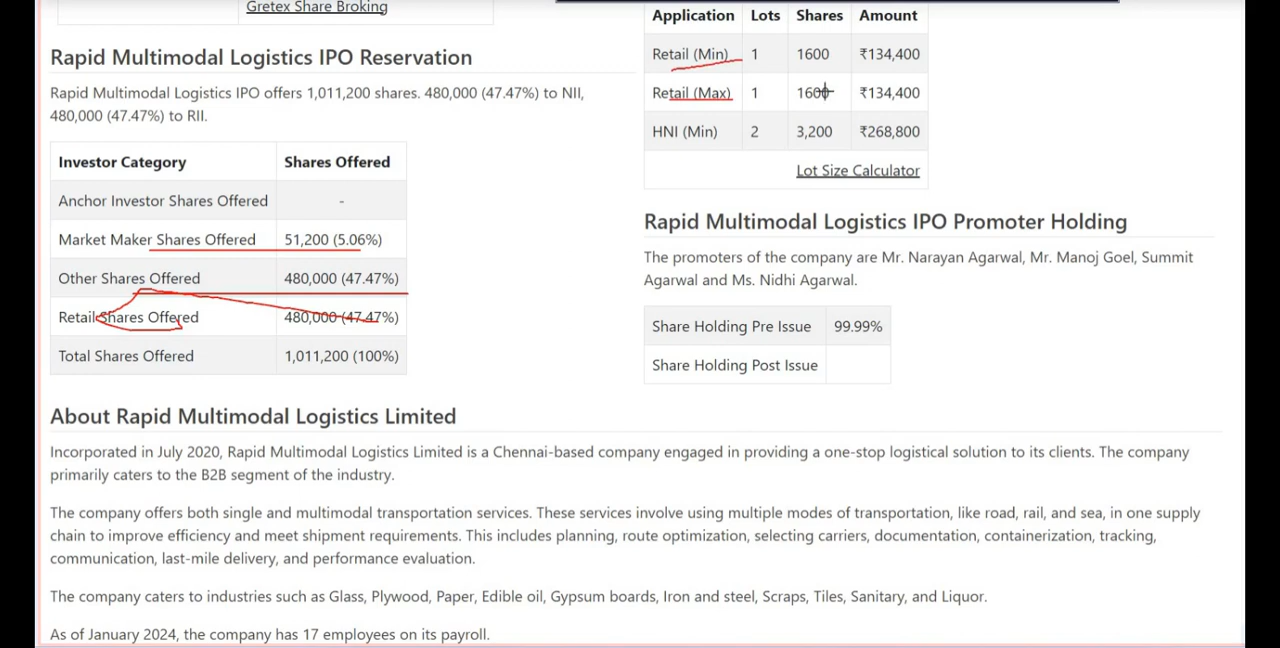 Gretex Share Broking
Rapid Multimodal Logistics IPO Reservation
Rapid Multimodal Logistics IPO offers 1,011,200 shares. 480,000 (47.47%) to NII,
480,000 (47.47%) to RII.
Investor Category Shares Offered
Anchor Investor Shares Offered -
Market Maker Shares Offered 51,200 (5.06%)
Other Shares Offered 480,000 (47.47%)
Retail Shares Offered 480,000 (47.47%)
Total Shares Offered 1,011,200 (100%)
Application Lots Shares Amount
Retail (Min) 1 1600 ₹134,400
Retail (Max) 1 1600 ₹134,400
HNI (Min) 2 3,200 ₹268,800
Lot Size Calculator
Rapid Multimodal Logistics IPO Promoter Holding
The promoters of the company are Mr. Narayan Agarwal, Mr. Manoj Goel, Summit
Agarwal and Ms. Nidhi Agarwal.
Share Holding Pre Issue 99.99%
Share Holding Post Issue
About Rapid Multimodal Logistics Limited
Incorporated in July 2020, Rapid Multimodal Logistics Limited is a Chennai-based company engaged in providing a one-stop logistical solution to its clients. The company
primarily caters to the B2B segment of the industry.
The company offers both single and multimodal transportation services. These services involve using multiple modes of transportation, like road, rail, and sea, in one supply
chain to improve efficiency and meet shipment requirements. This includes planning, route optimization, selecting carriers, documentation, containerization, tracking,
communication, last-mile delivery, and performance evaluation.
The company caters to industries such as Glass, Plywood, Paper, Edible oil, Gypsum boards, Iron and steel, Scraps, Tiles, Sanitary, and Liquor.
As of January 2024, the company has 17 employees on its payroll.